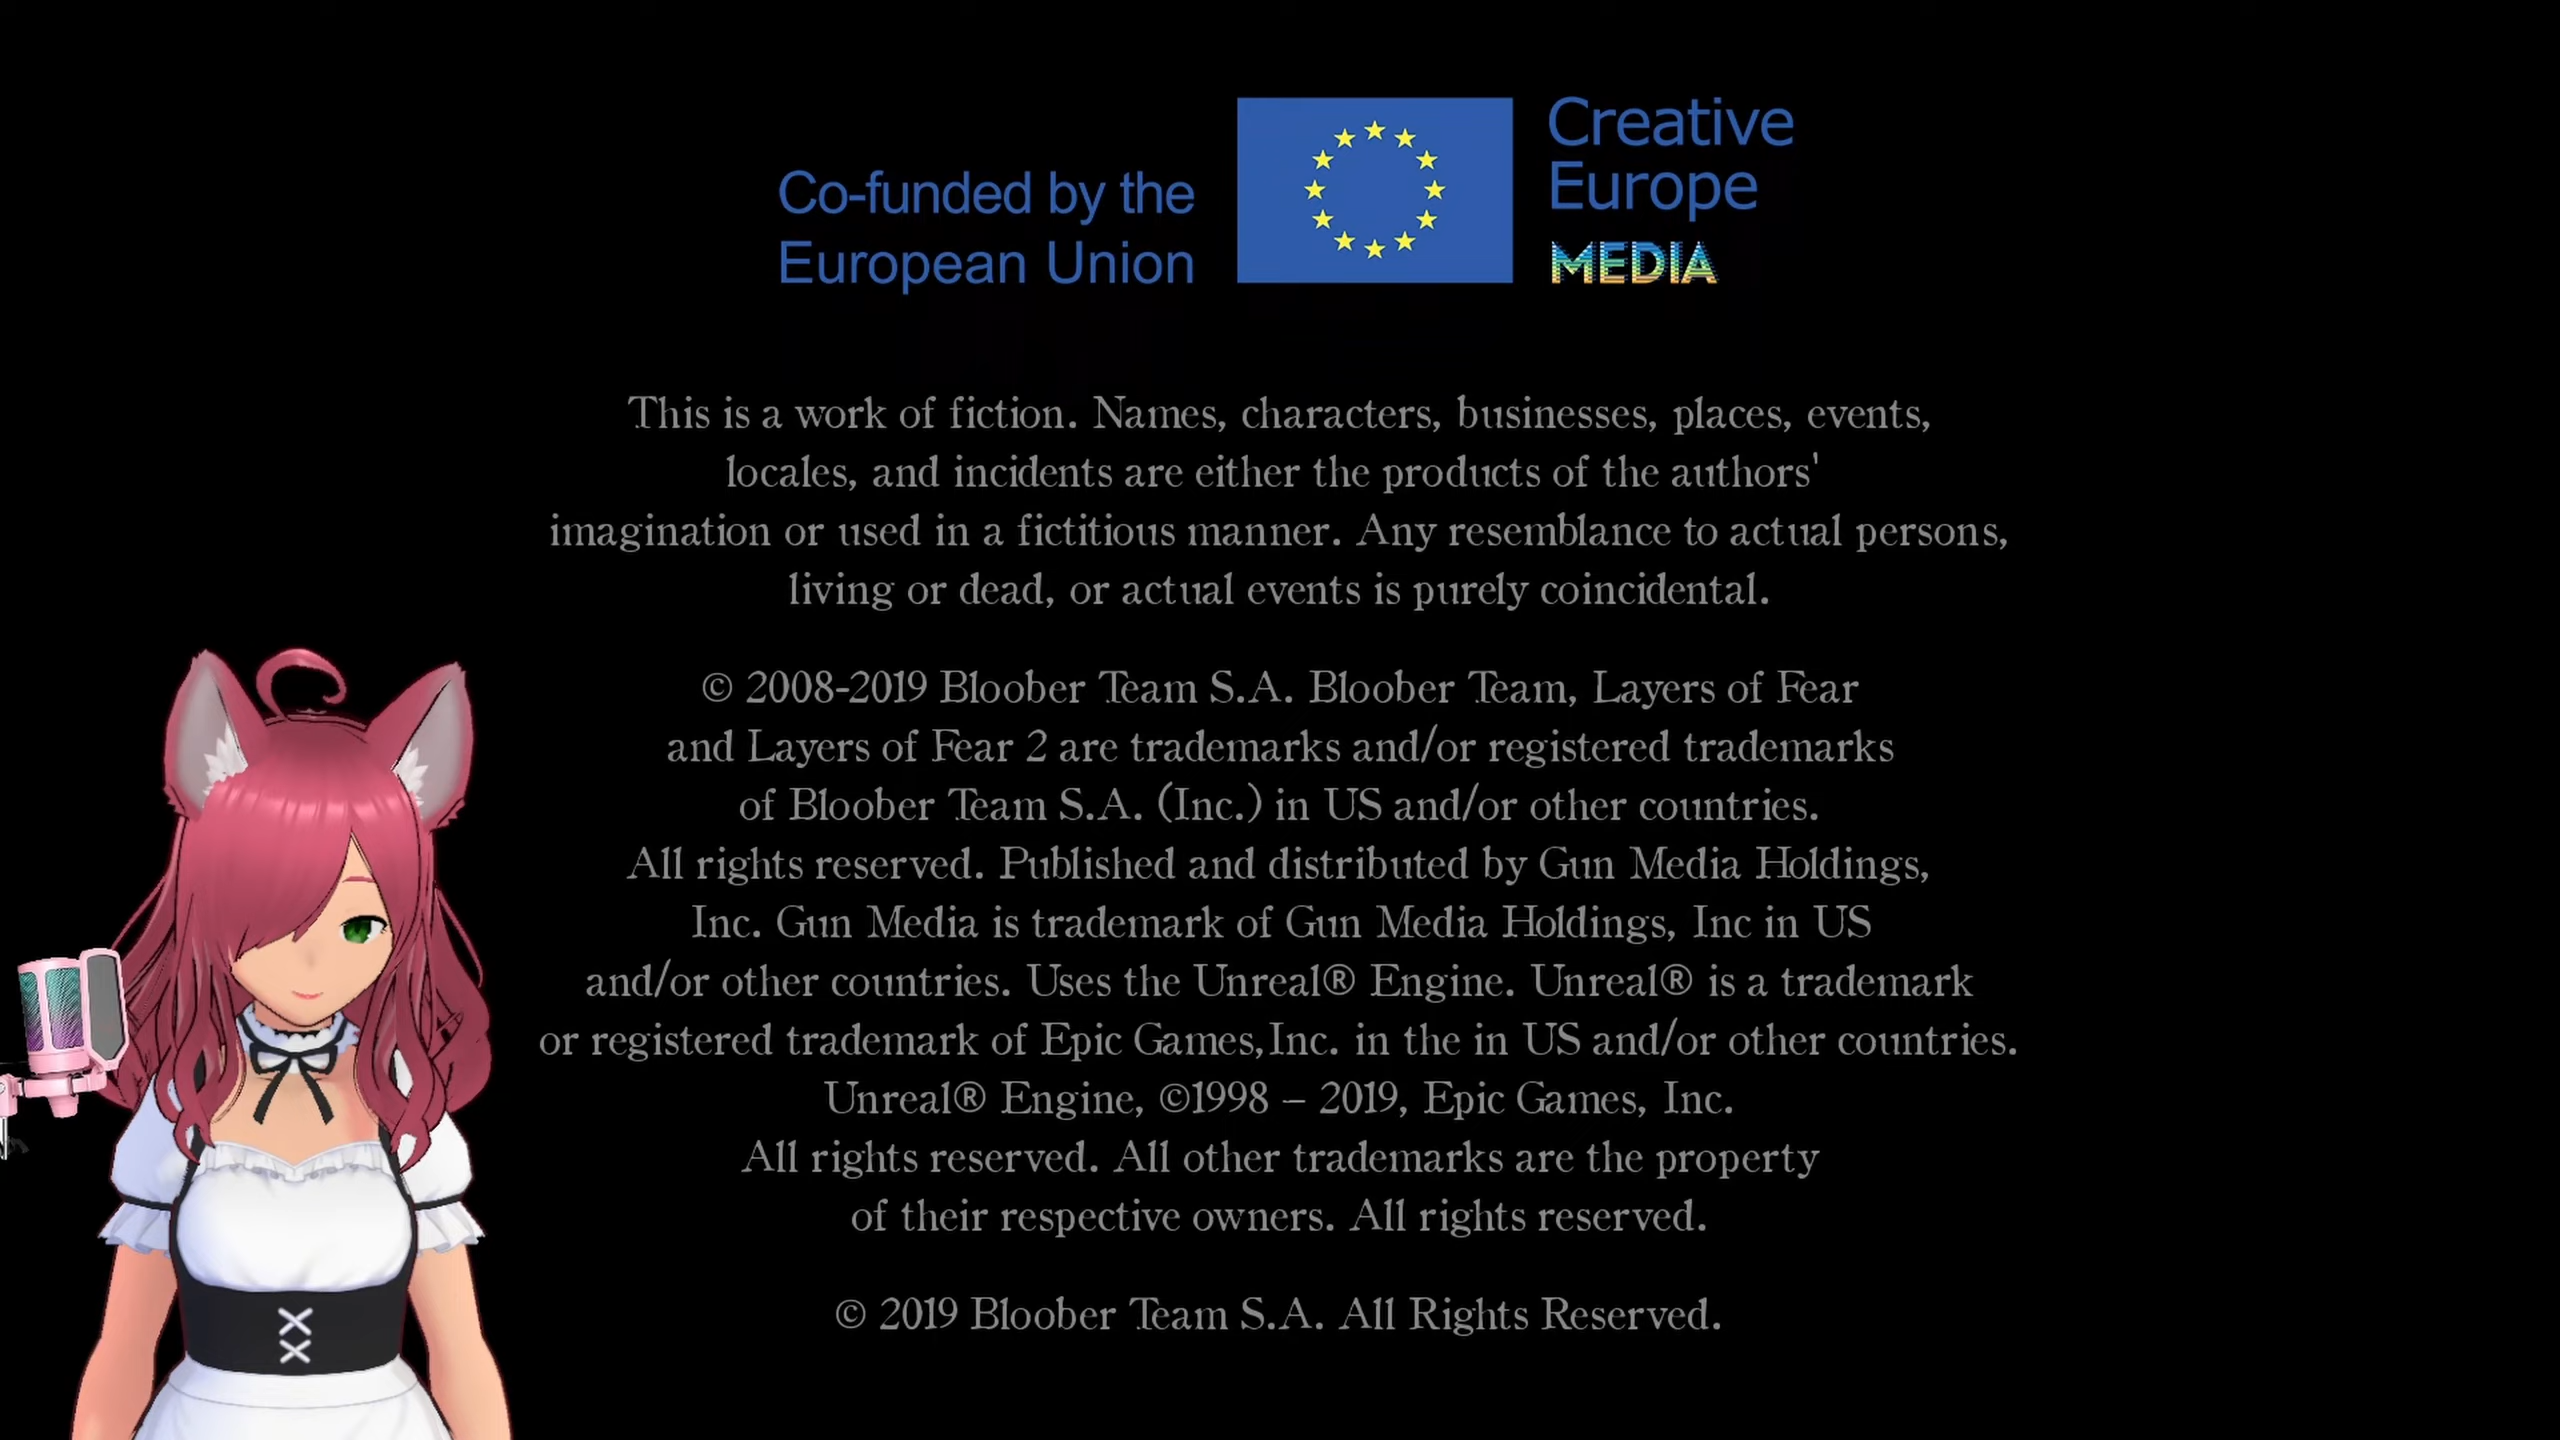 Co-funded by the
European Union
Creative
Europe
MEDIA
This is a work of fiction. Names, characters, businesses, places, events,
locales, and incidents are either the products of the authors'
imagination or used in a fictitious manner. Any resemblance to actual persons,
living or dead, or actual events is purely coincidental.
© 2008-2019 Bloober Team S.A. Bloober Team, Layers of Fear
and Layers of Fear 2 are trademarks and/or registered trademarks
of Bloober Team S.A. (Inc.) in US and/or other countries.
All rights reserved. Published and distributed by Gun Media Holdings,
Inc. Gun Media is trademark of Gun Media Holdings, Inc in US
and/or other countries. Uses the Unreal® Engine. Unreal® is a trademark
or registered trademark of Epic Games,Inc. in the in US and/or other countries.
Unreal® Engine, ©1998 – 2019, Epic Games, Inc.
All rights reserved. All other trademarks are the property
of their respective owners. All rights reserved.
© 2019 Bloober Team S.A. All Rights Reserved.